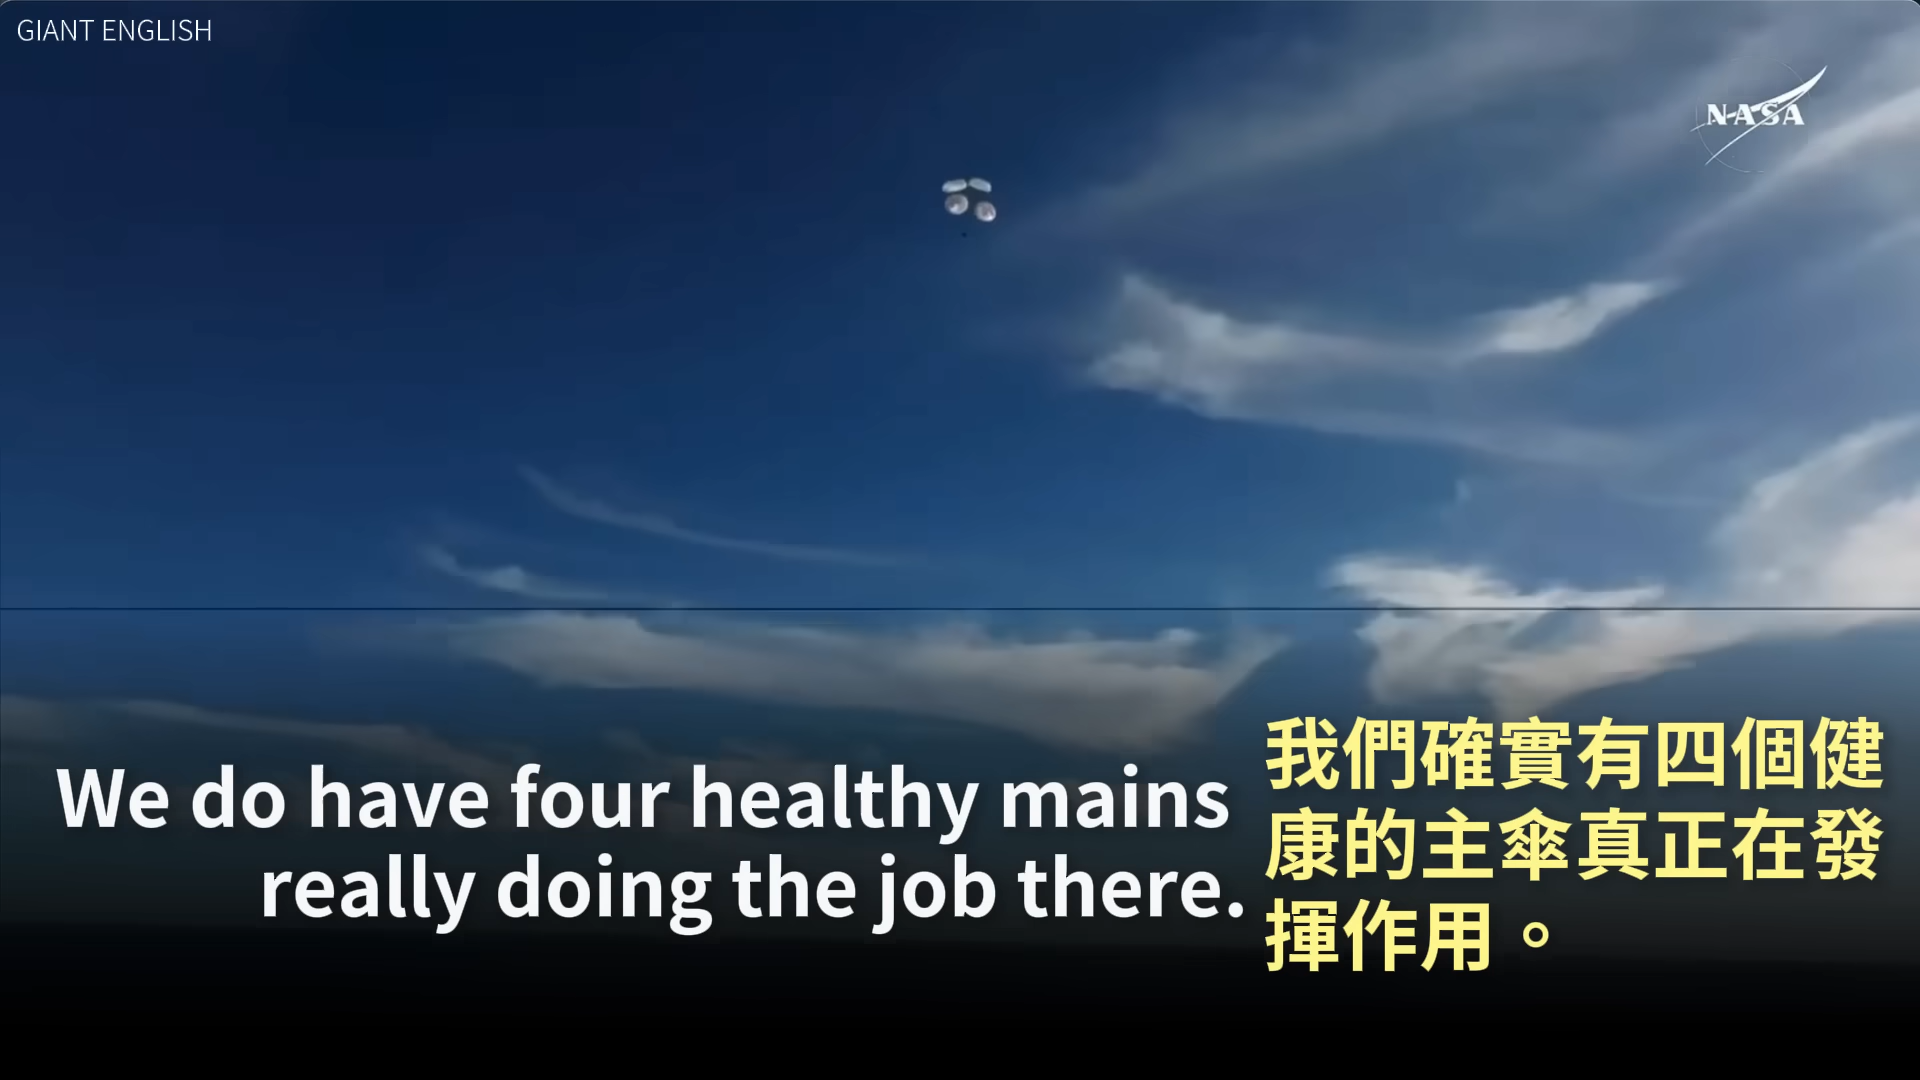 GIANT ENGLISH
NASA
We do have four healthy mains
really doing the job there.
我們確實有四個健
康的主傘真正在發
揮作用。